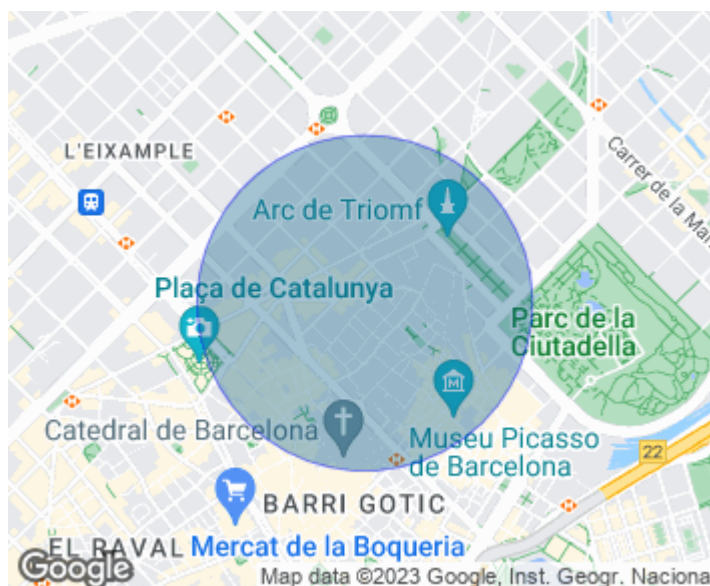 L'EIXAMPLE
Arc de Triomf
Carrer de la Ma
Plaça de Catalunya
Parc de la
Ciutadella
Catedral de Barcelona
Museu Picasso
de Barcelona
22
BARRI GOTIC
EL RAVAL
Mercat de la Boqueria
Google
Map data ©2023 Google, Inst. Geogr. Naciona